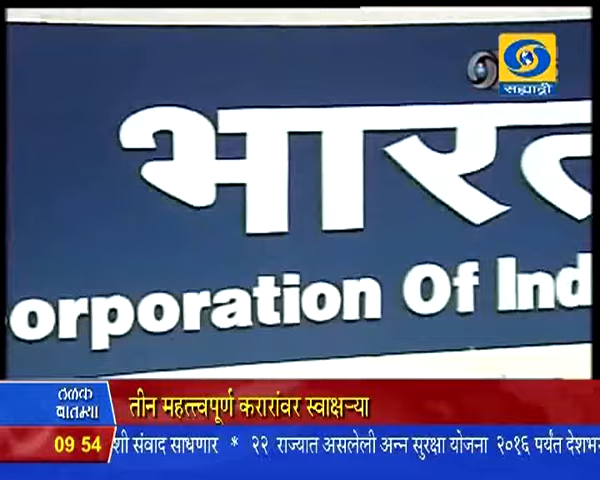 सह्याद्री
भारत
orporation Of Ind
ठळक
बातम्या
तीन महत्त्वपूर्ण करारांवर स्वाक्षऱ्या
09 54
शी संवाद साधणार * २२ राज्यात असलेली अन्न सुरक्षा योजना २०१६ पर्यंत देशभ